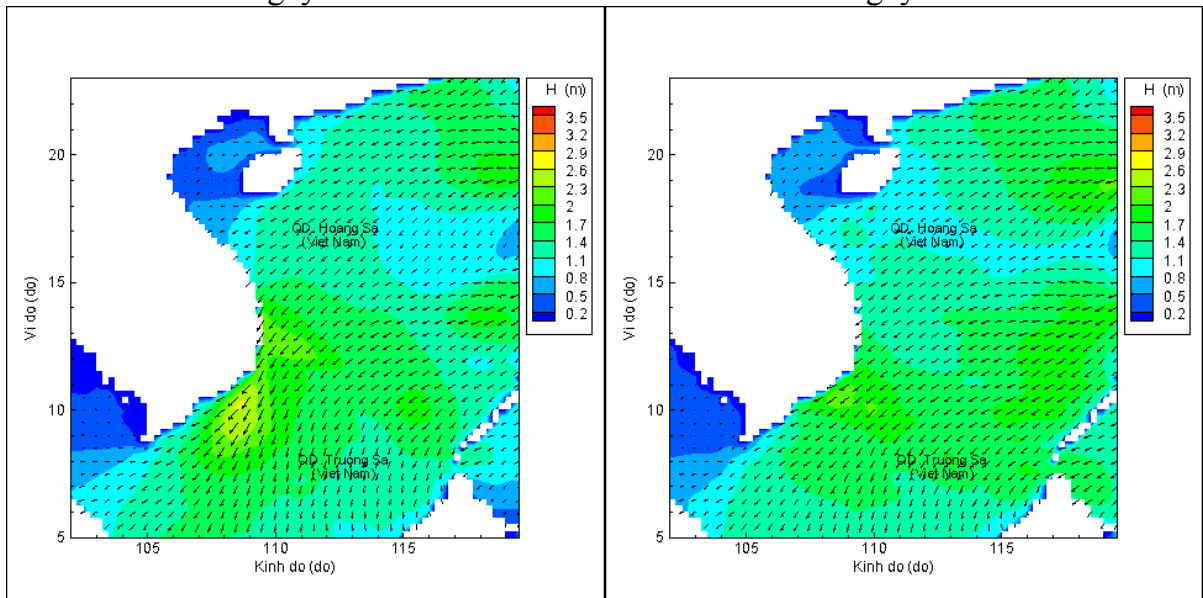 H (m)
3.5
3.2
2.9
2.6
2.3
2
1.7
1.4
1.1
0.8
0.5
0.2
20
15
10
5
Vi do (do)
QD. Hoang Sa
(Viet Nam)
QD. Truong Sa
(Viet Nam)
105 110 115
Kinh do (do)
H (m)
3.5
3.2
2.9
2.6
2.3
2
1.7
1.4
1.1
0.8
0.5
0.2
20
15
10
5
Vi do (do)
QD. Hoang Sa
(Viet Nam)
QD. Truong Sa
(Viet Nam)
105 110 115
Kinh do (do)